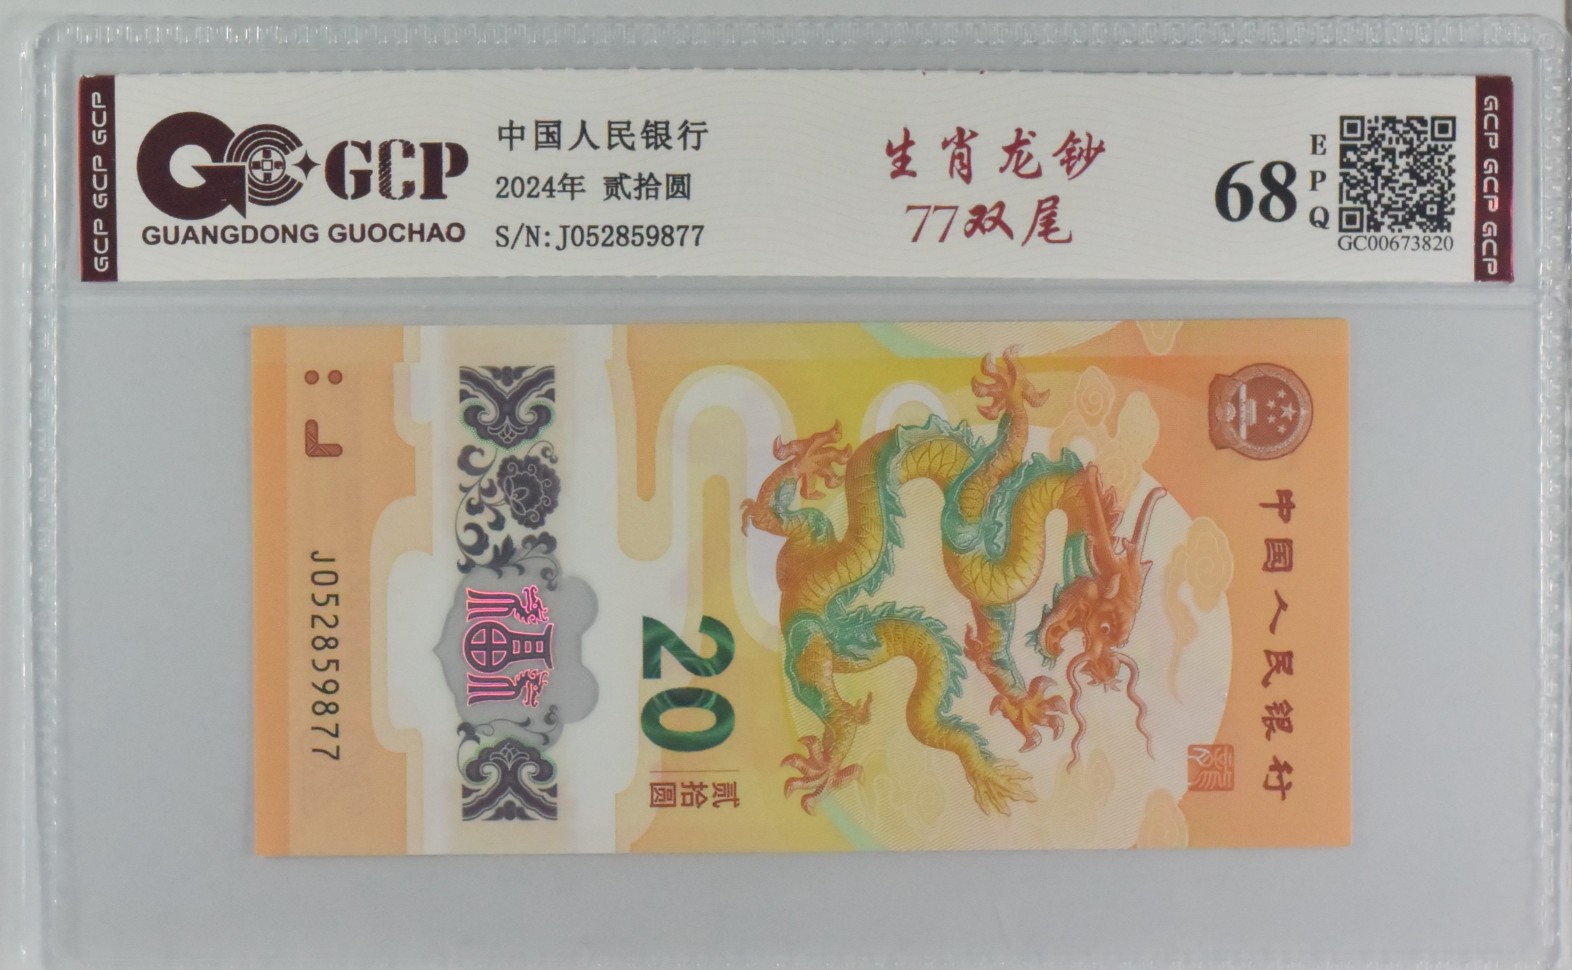 GCP GCP GCP
GCP
GUANGDONG GUOCHAO
中国人民银行
2024年 贰拾圆
S/N:J052859877
生肖龙钞
77双尾
68
EPQ
GC00673820
GCP GCP GCP
中国人民银行
20
贰拾圆
J052859877